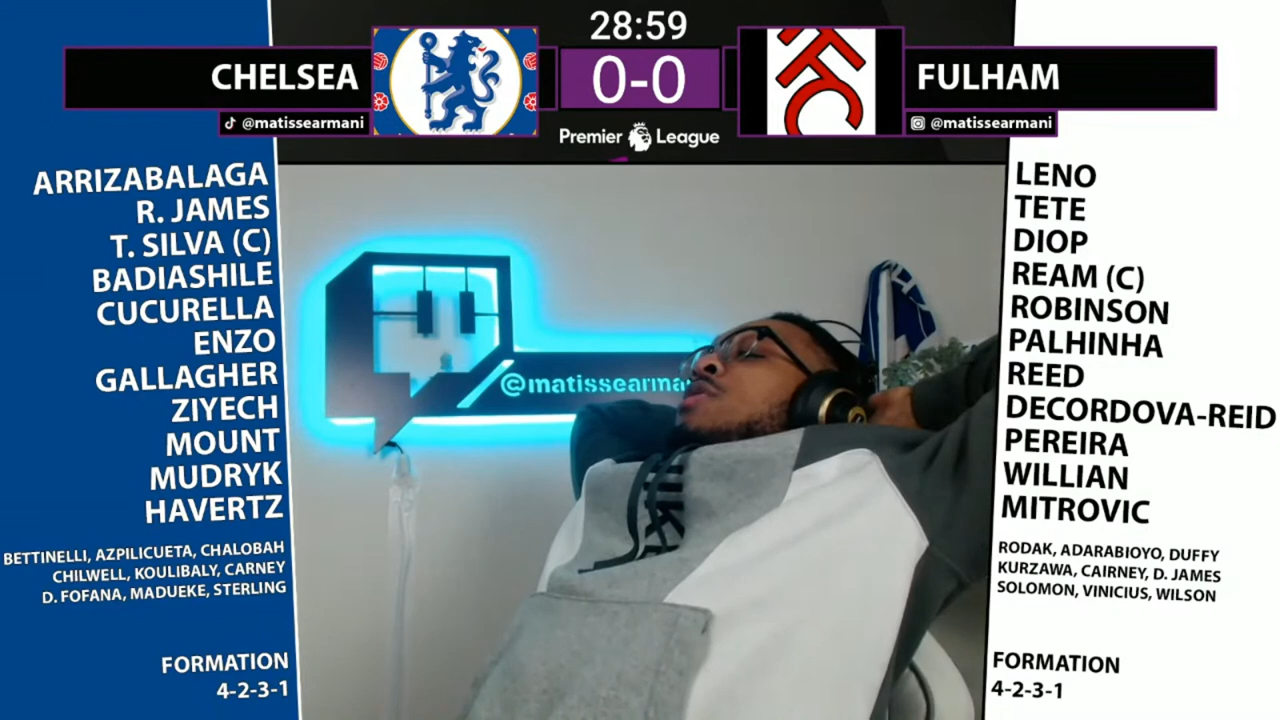 28:59
CHELSEA
0-0
FFC
FULHAM
@matissearmani
Premier League
@matissearmani
ARRIZABALAGA
R. JAMES
T. SILVA (C)
BADIASHILE
CUCURELLA
ENZO
GALLAGHER
ZIYECH
MOUNT
MUDRYK
HAVERTZ
BETTINELLI, AZPILICUETA, CHALOBAH
CHILWELL, KOULIBALY, CARNEY
D. FOFANA, MADUEKE, STERLING
FORMATION
4-2-3-1
@matissearma
NIKE
LENO
TETE
DIOP
REAM (C)
ROBINSON
PALHINHA
REED
DECORDOVA-REID
PEREIRA
WILLIAN
MITROVIC
RODAK, ADARABIOYO, DUFFY
KURZAWA, CAIRNEY, D. JAMES
SOLOMON, VINICIUS, WILSON
FORMATION
4-2-3-1